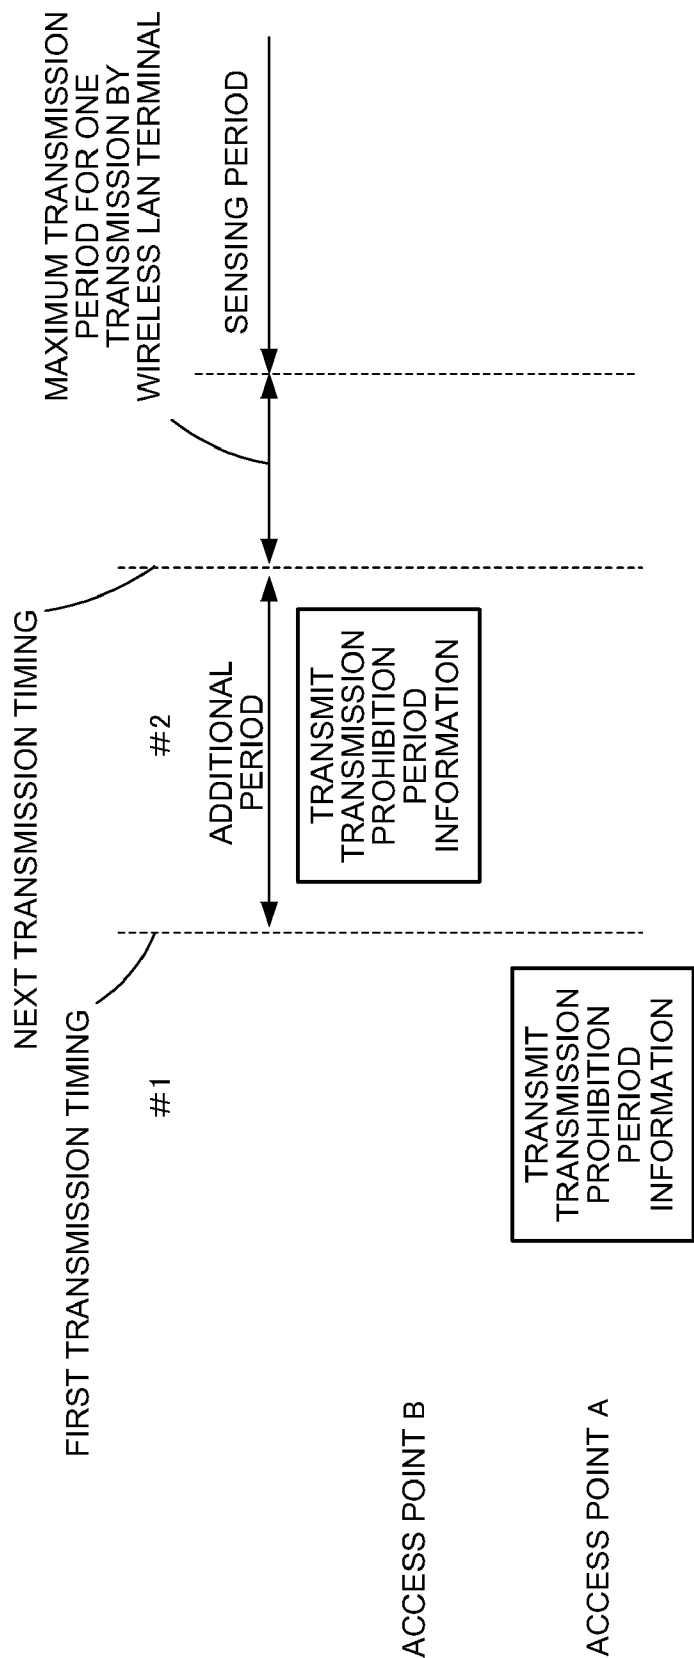 NEXT TRANSMISSION TIMING
FIRST TRANSMISSION TIMING
MAXIMUM TRANSMISSION
PERIOD FOR ONE
TRANSMISSION BY
WIRELESS LAN TERMINAL
#1
#2
ADDITIONAL
PERIOD
SENSING PERIOD
ACCESS POINT B
TRANSMIT
TRANSMISSION
PROHIBITION
PERIOD
INFORMATION
ACCESS POINT A
TRANSMIT
TRANSMISSION
PROHIBITION
PERIOD
INFORMATION